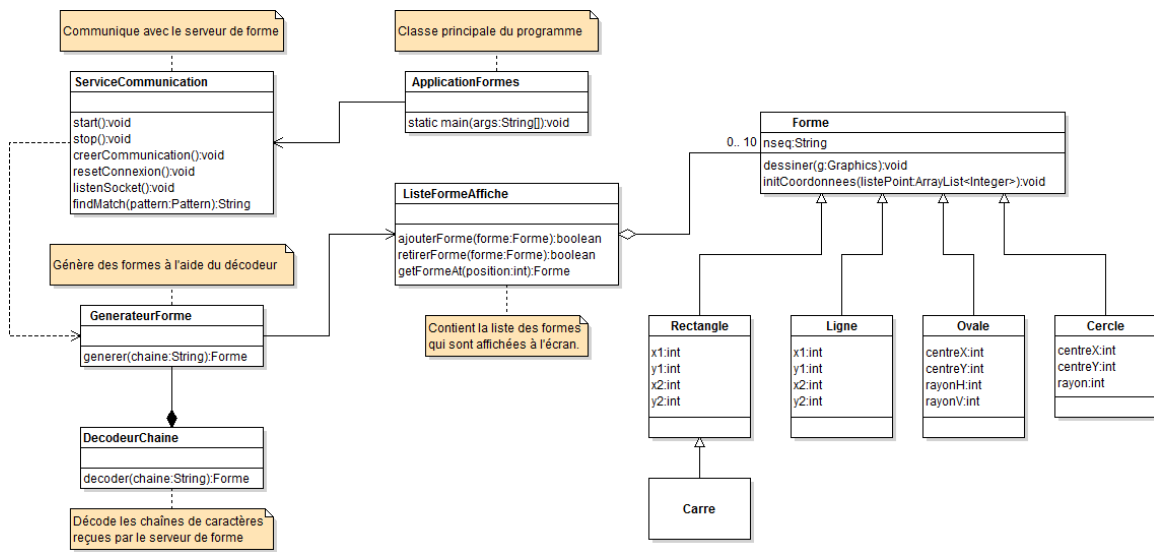 Communique avec le serveur de forme
Classe principale du programme
ServiceCommunication
start():void
stop():void
creerCommunication():void
resetConnexion():void
listenSocket():void
findMatch(pattern:Pattern):String
ApplicationFormes
static main(args:String[]):void
Forme
nseq:String
dessiner(g:Graphics):void
initCoordonnees(listePoint:ArrayList<Integer>):void
0.. 10
ListeFormeAffiche
ajouterForme(forme:Forme):boolean
retirerForme(forme:Forme):boolean
getFormeAt(position:int):Forme
Génère des formes à l'aide du décodeur
GenerateurForme
generer(chaine:String):Forme
Contient la liste des formes
qui sont affichées à l'écran.
Rectangle
x1:int
y1:int
x2:int
y2:int
Ligne
x1:int
y1:int
x2:int
y2:int
Ovale
centreX:int
centreY:int
rayonH:int
rayonV:int
Cercle
centreX:int
centreY:int
rayon:int
DecodeurChaine
decoder(chaine:String):Forme
Carre
Décode les chaînes de caractères
reçues par le serveur de forme